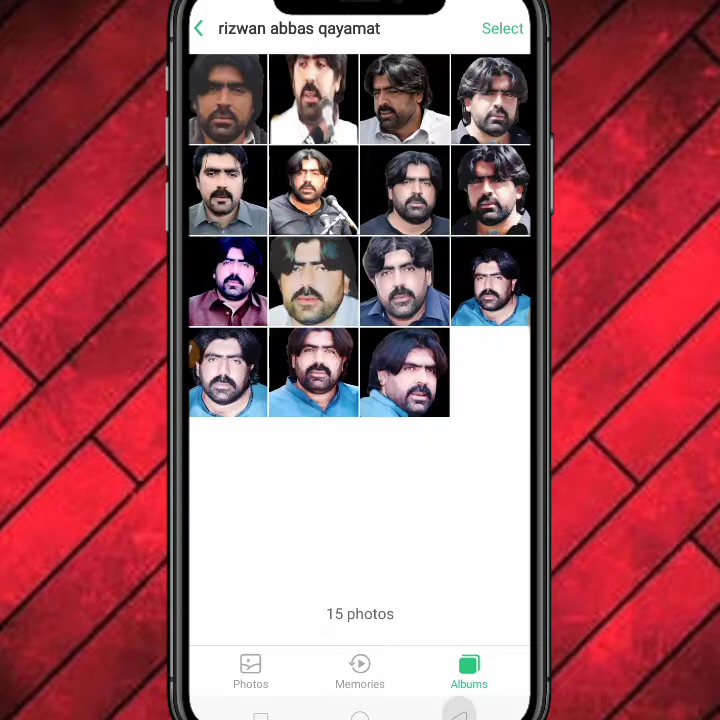 rizwan abbas qayamat
Select
15 photos
Photos
Memories
Albums